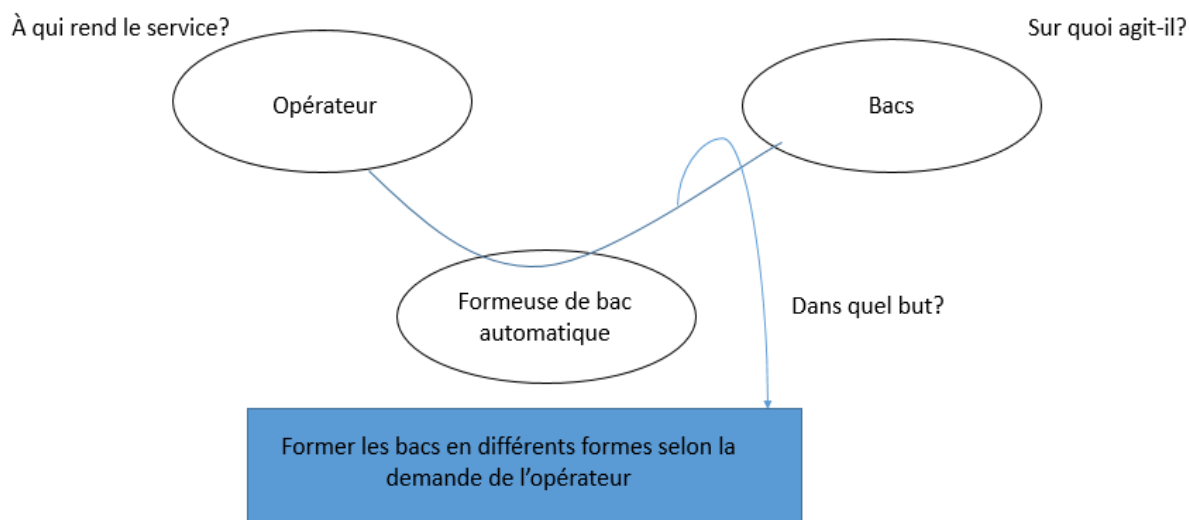 À qui rend le service?
Sur quoi agit-il?
Opérateur
Bacs
Formeuse de bac
automatique
Dans quel but?
Former les bacs en différents formes selon la
demande de l’opérateur